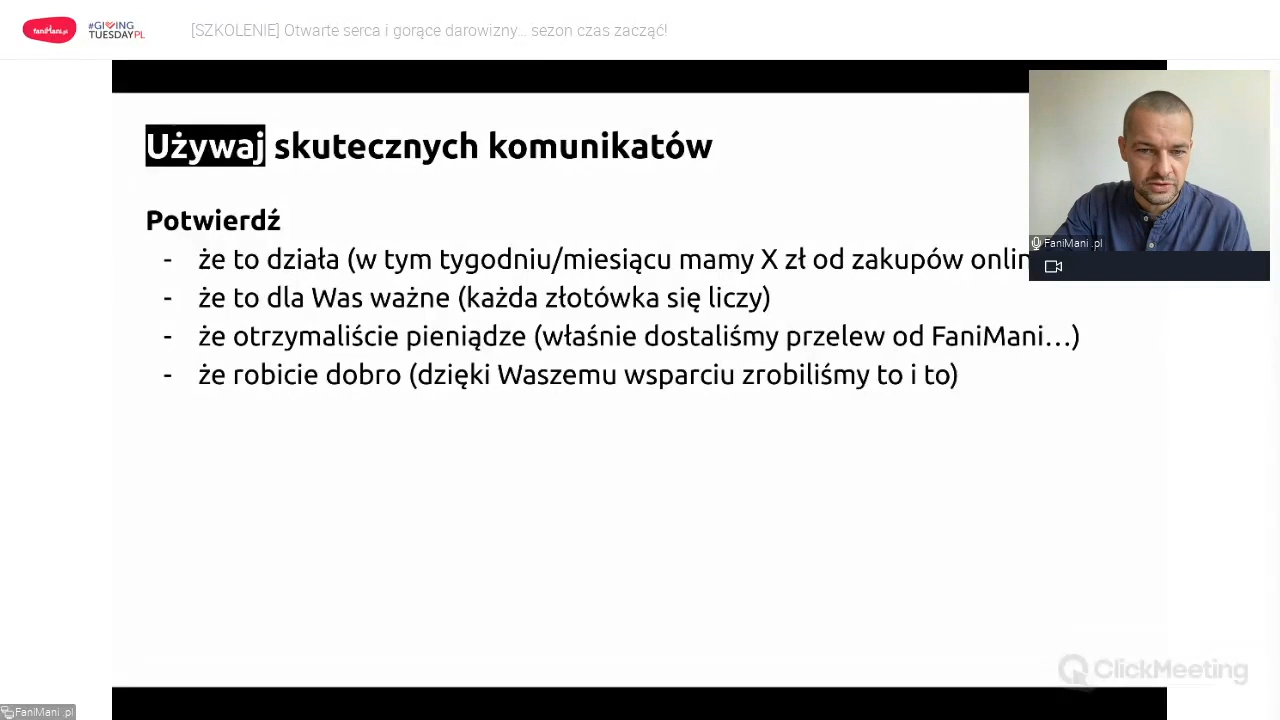 faniMani.pl
#GIVING
TUESDAYPL
[SZKOLENIE] Otwarte serca i gorące darowizny... sezon czas zacząć!
Używaj skutecznych komunikatów
Potwierdź
- że to działa (w tym tygodniu/miesiącu mamy X zł od zakupów onlin
- że to dla Was ważne (każda złotówka się liczy)
- że otrzymaliście pieniądze (właśnie dostaliśmy przelew od FaniMani...)
- że robicie dobro (dzięki Waszemu wsparciu zrobiliśmy to i to)
FaniMani .pl
ClickMeeting
FaniMani .pl